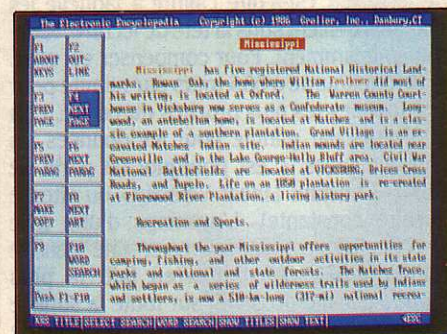 The Electronic Encyclopedia Copyright (c) 1986 Grolier, Inc., Danbury,CT
F1 ABOUT KEYS
F2 OUT-LINE
F3 PREV PAGE
F4 NEXT PAGE
F5 PREV PARAG
F6 NEXT PARAG
F7 MAKE COPY
F8 ART
F9
F10 WORD SEARCH
Push F1-F10
Mississippi
Mississippi has five registered National Historical Land-
marks. Rowan Oak, the home where William Faulkner did most of
his writing, is located at Oxford. The Warren County Court-
house in Vicksburg now serves as a Confederate museum. Long-
wood, an antebellum home, is located at Natchez and is a clas-
sic example of a southern plantation. Grand Village is an ex-
cavated Natchez Indian site. Indian mounds are located near
Greenville and in the Lake George-Holly Bluff area. Civil War
National Battlefields are located at VICKSBURG, Brices Cross
Roads, and Tupelo. Life on an 1850 plantation is re-created
at Florewood River Plantation, a living history park.
Recreation and Sports.
Throughout the year Mississippi offers opportunities for
camping, fishing, and other outdoor activities in its state
parks and national and state forests. The Natchez Trace,
which began as a series of wilderness trails used by Indians
and settlers, is now a 510-km-long (317-mi) national recrea-
TITLE|SELECT SEARCH|WORD SEARCH|SHOW TITLES|SHOW TEXT| ESC